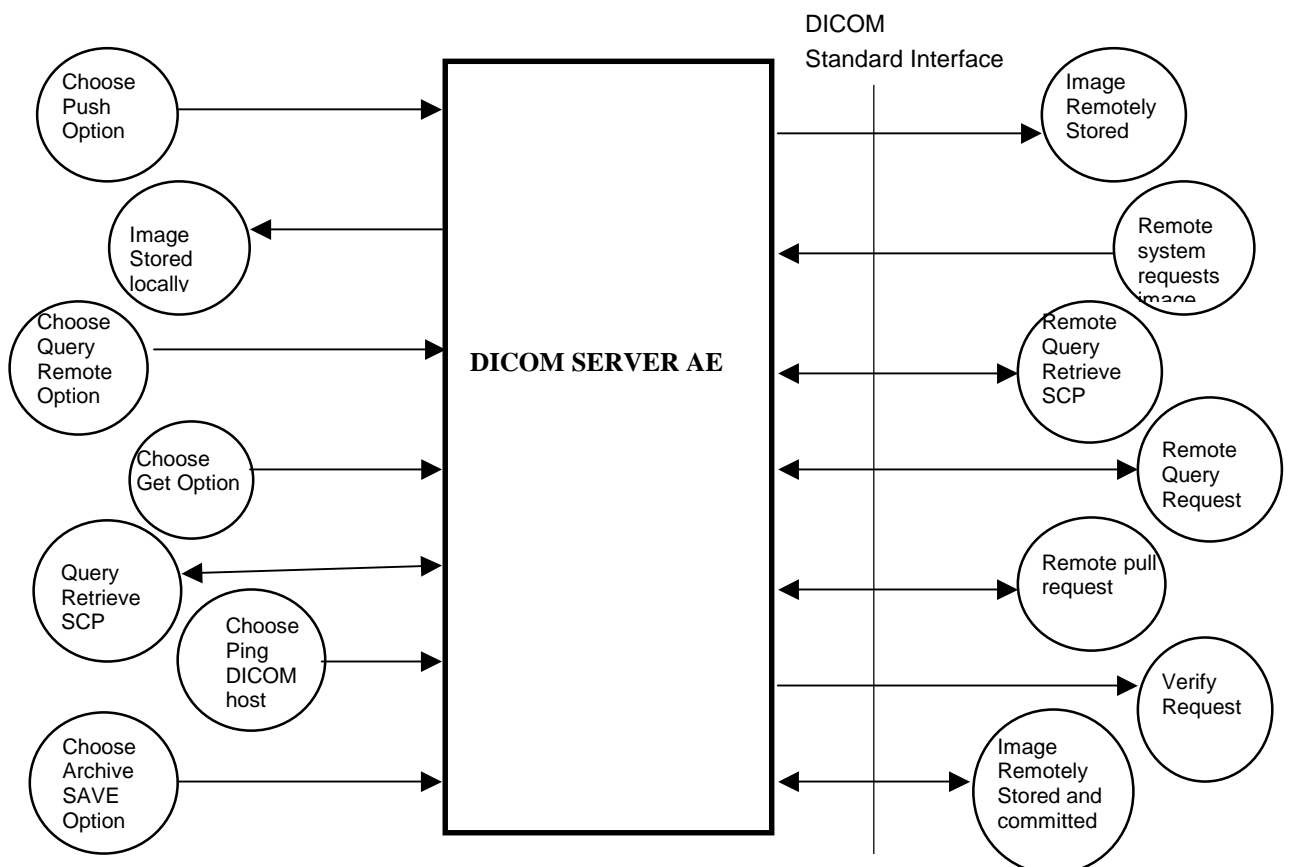 DICOM
Standard Interface
Choose
Push
Option
Image
Stored
locally
Choose
Query
Remote
Option
Choose
Get Option
Query
Retrieve
SCP
Choose
Ping
DICOM
host
Choose
Archive
SAVE
Option
DICOM SERVER AE
Image
Remotely
Stored
Remote
system
requests
image
Remote
Query
Retrieve
SCP
Remote
Query
Request
Remote pull
request
Verify
Request
Image
Remotely
Stored and
committed